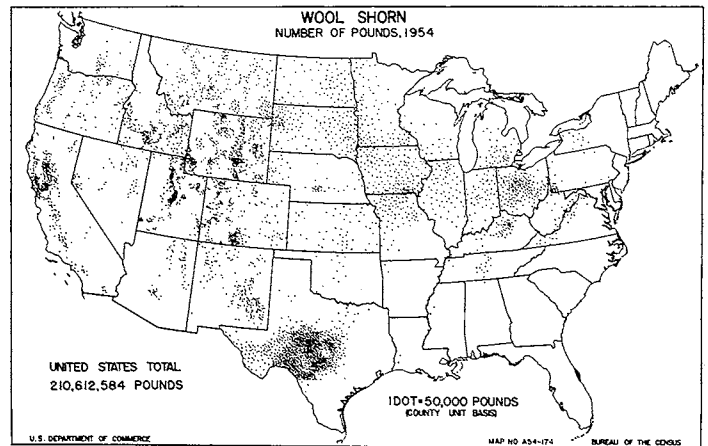 WOOL SHORN
NUMBER OF POUNDS, 1954
UNITED STATES TOTAL
210,612,584 POUNDS
1 DOT=50,000 POUNDS
(COUNTY UNIT BASIS)
U.S. DEPARTMENT OF COMMERCE
MAP NO A54-174
BUREAU OF THE CENSUS